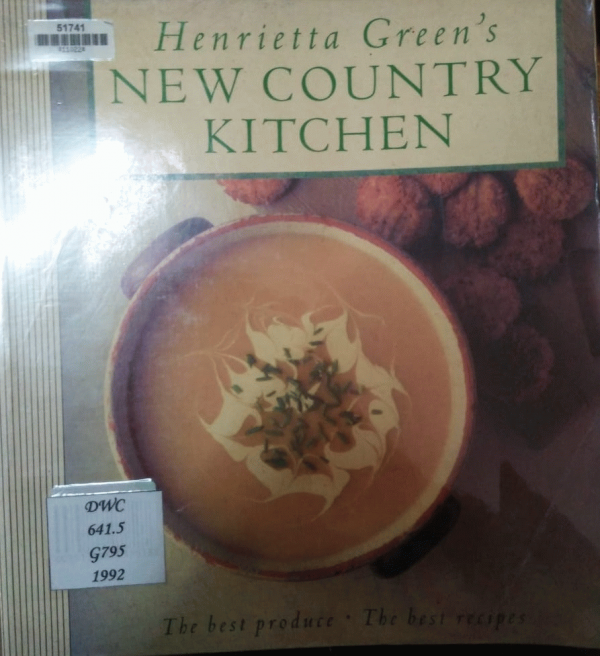 51741
Henrietta Green's
NEW COUNTRY
KITCHEN
DWC
641.5
G795
1992
The best produce · The best recipes